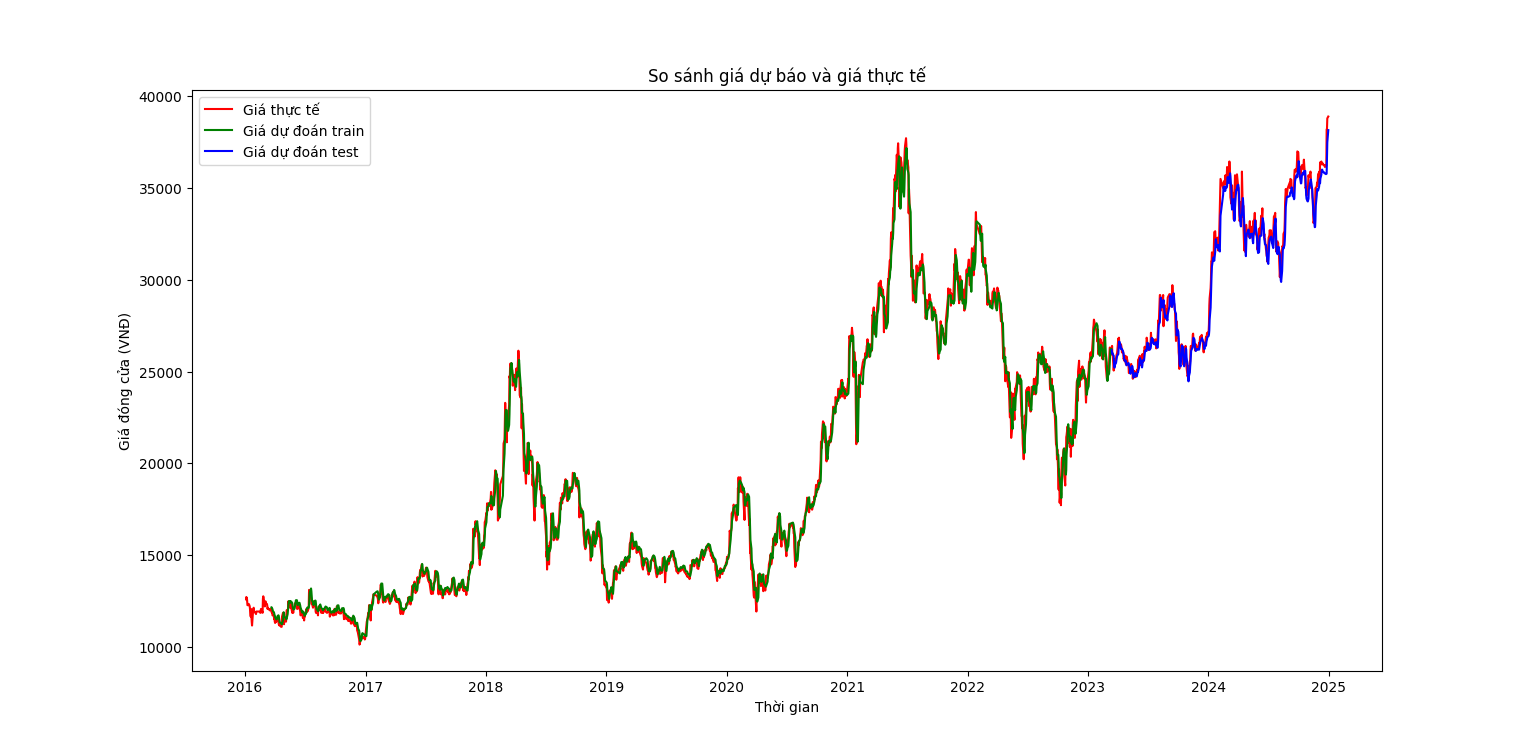 So sánh giá dự báo và giá thực tế
Giá thực tế
Giá dự đoán train
Giá dự đoán test
Giá đóng cửa (VNĐ)
40000
35000
30000
25000
20000
15000
10000
2016 2017 2018 2019 2020 2021 2022 2023 2024 2025
Thời gian